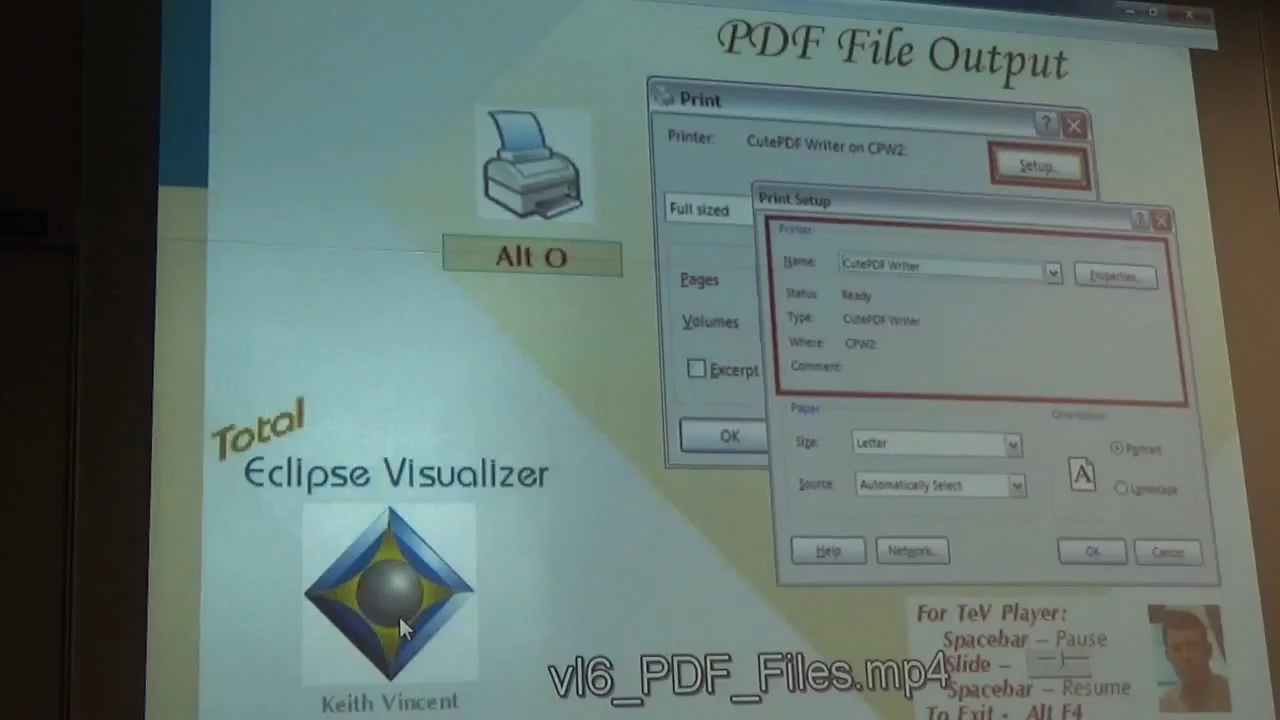 PDF File Output
Print
Printer: CutePDF Writer on CPW2:
Setup...
Full sized
Pages
Volumes
Excerpt
OK
Print Setup
Printer
Name: CutePDF Writer
Properties...
Status: Ready
Type: CutePDF Writer
Where: CPW2:
Comment:
Paper
Size: Letter
Source: Automatically Select
Orientation
A
Portrait
Landscape
Help
Network...
OK
Cancel
Alt O
Total
Eclipse Visualizer
Keith Vincent
vl6_PDF_Files.mp4
For TeV Player:
Spacebar – Pause
Slide –
Spacebar – Resume
To Exit - Alt F4